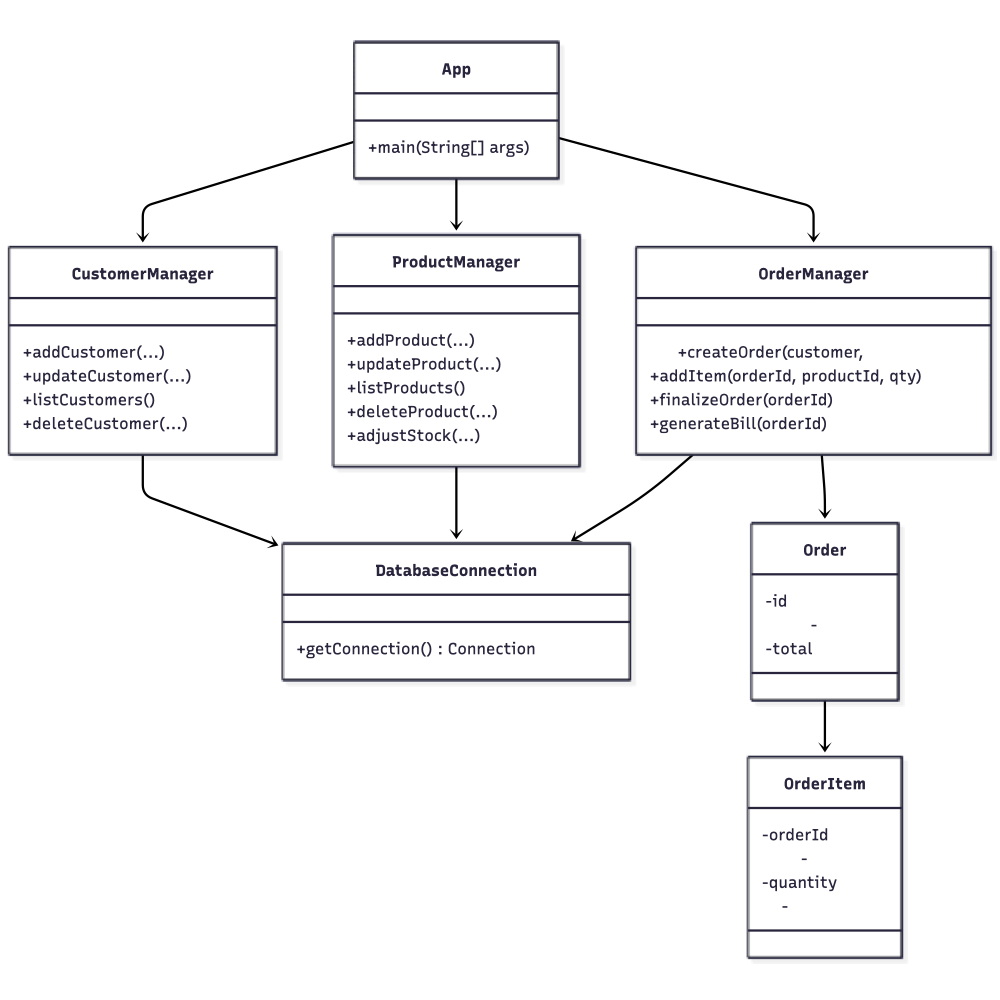 App
+main(String[] args)
CustomerManager
+addCustomer(...)
+updateCustomer(...)
+listCustomers()
+deleteCustomer(...)
ProductManager
+addProduct(...)
+updateProduct(...)
+listProducts()
+deleteProduct(...)
+adjustStock(...)
OrderManager
+createOrder(customer,
+addItem(orderId, productId, qty)
+finalizeOrder(orderId)
+generateBill(orderId)
DatabaseConnection
+getConnection() : Connection
Order
-id
-
-total
OrderItem
-orderId
-
-quantity
-